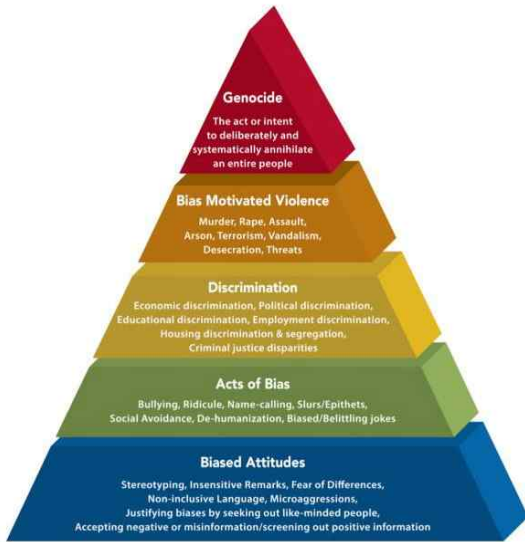 Genocide
The act or intent
to deliberately and
systematically annihilate
an entire people
Bias Motivated Violence
Murder, Rape, Assault,
Arson, Terrorism, Vandalism,
Desecration, Threats
Discrimination
Economic discrimination, Political discrimination,
Educational discrimination, Employment discrimination,
Housing discrimination & segregation,
Criminal justice disparities
Acts of Bias
Bullying, Ridicule, Name-calling, Slurs/Epithets,
Social Avoidance, De-humanization, Biased/Belittling jokes
Biased Attitudes
Stereotyping, Insensitive Remarks, Fear of Differences,
Non-inclusive Language, Microaggressions,
Justifying biases by seeking out like-minded people,
Accepting negative or misinformation/screening out positive information